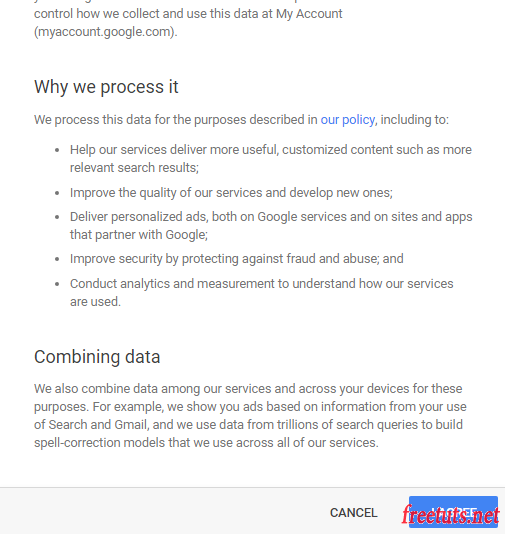 control how we collect and use this data at My Account
(myaccount.google.com).
Why we process it
We process this data for the purposes described in our policy, including to:
• Help our services deliver more useful, customized content such as more
relevant search results;
• Improve the quality of our services and develop new ones;
• Deliver personalized ads, both on Google services and on sites and apps
that partner with Google;
• Improve security by protecting against fraud and abuse; and
• Conduct analytics and measurement to understand how our services
are used.
Combining data
We also combine data among our services and across your devices for these
purposes. For example, we show you ads based on information from your use
of Search and Gmail, and we use data from trillions of search queries to build
spell-correction models that we use across all of our services.
CANCEL
freetuts.net